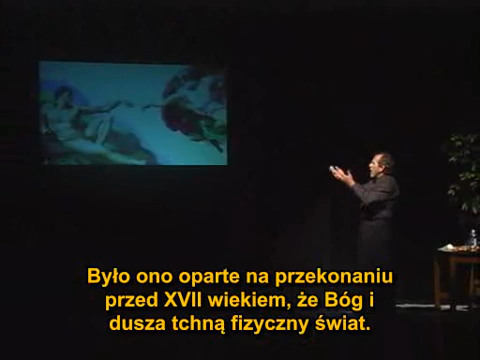 Było ono oparte na przekonaniu
przed XVII wiekiem, że Bóg i
dusza tchną fizyczny świat.